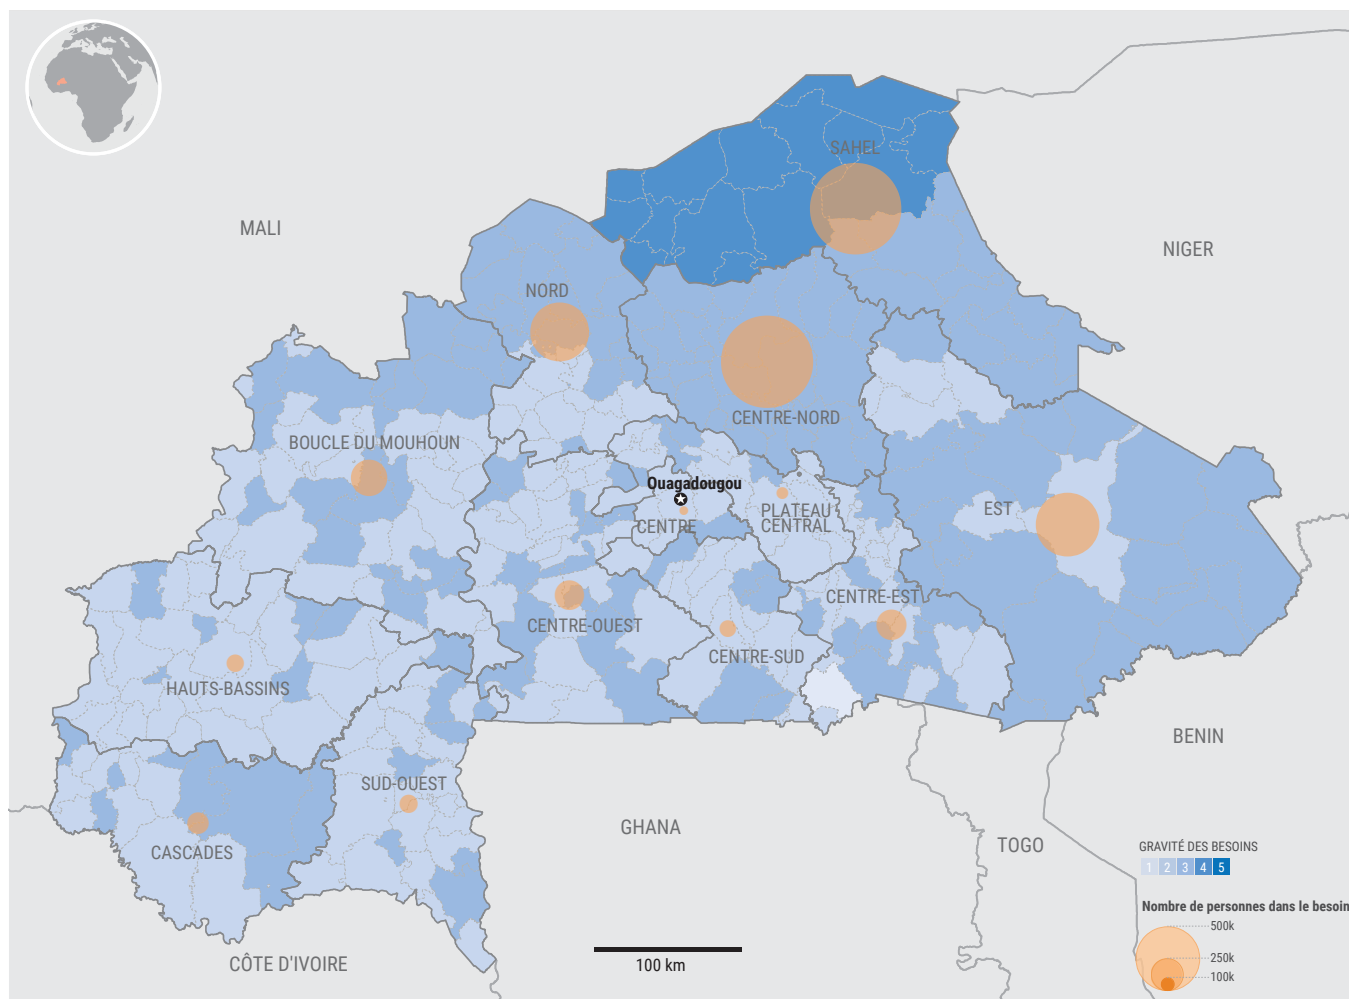 SAHEL
MALI
NIGER
NORD
CENTRE-NORD
BOUCLE DU MOUHOUN
Ouagadougou
EST
PLATEAU
CENTRAL
CENTRE
CENTRE-EST
CENTRE-OUEST
CENTRE-SUD
HAUTS-BASSINS
BENIN
SUD-OUEST
GHANA
TOGO
CASCADES
CÔTE D'IVOIRE
100 km
GRAVITÉ DES BESOINS
1 2 3 4 5
Nombre de personnes dans le besoin
500k
250k
100k